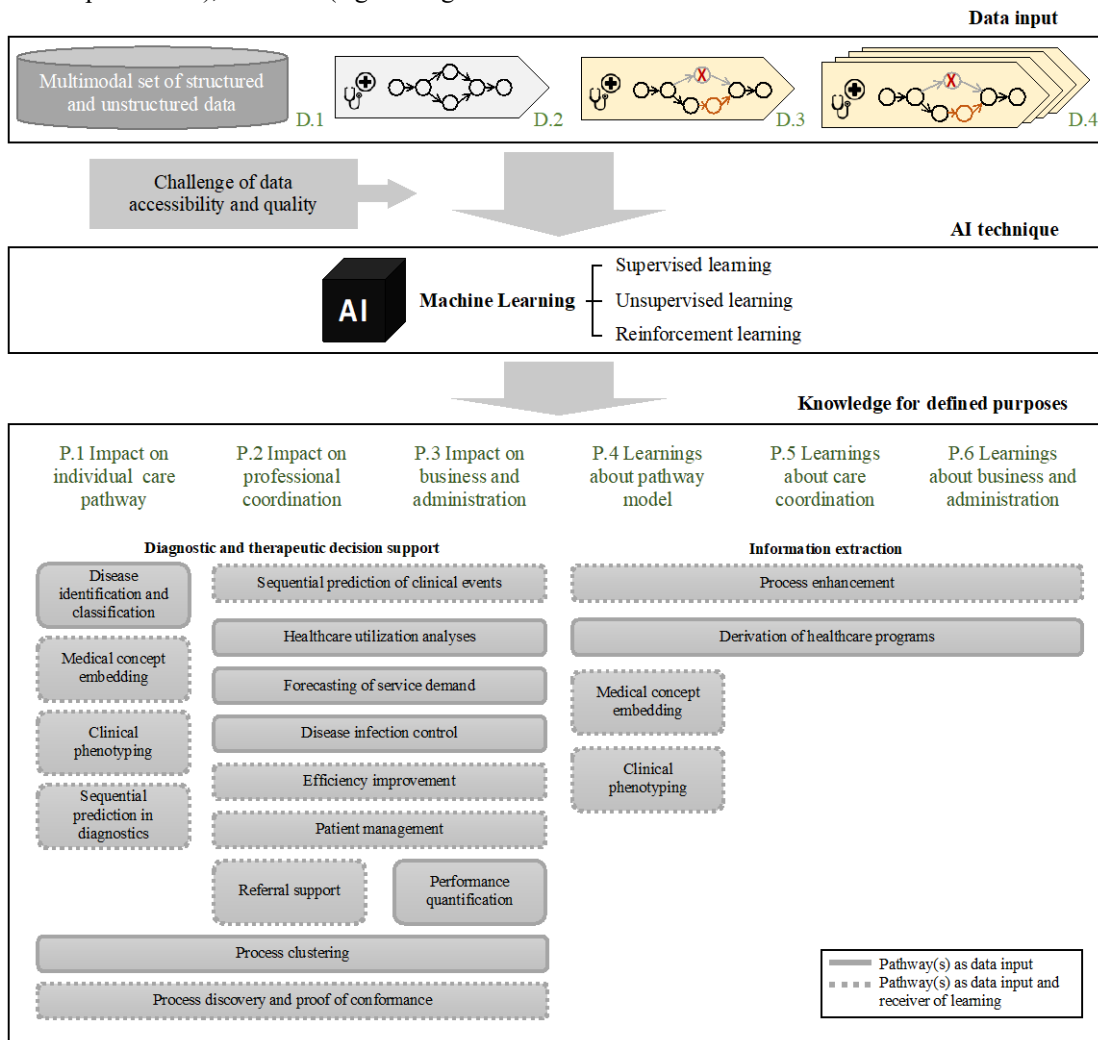 Data input
Multimodal set of structured
and unstructured data
D.1
D.2
X
D.3
X
D.4
Challenge of data
accessibility and quality
AI technique
AI
Machine Learning
Supervised learning
Unsupervised learning
Reinforcement learning
Knowledge for defined purposes
P.1 Impact on
individual care
pathway
P.2 Impact on
professional
coordination
P.3 Impact on
business and
administration
P.4 Learnings
about pathway
model
P.5 Learnings
about care
coordination
P.6 Learnings
about business and
administration
Diagnostic and therapeutic decision support
Information extraction
Disease
identification and
classification
Sequential prediction of clinical events
Process enhancement
Healthcare utilization analyses
Derivation of healthcare programs
Medical concept
embedding
Forecasting of service demand
Medical concept
embedding
Clinical
phenotyping
Disease infection control
Clinical
phenotyping
Efficiency improvement
Sequential
prediction in
diagnostics
Patient management
Referral support
Performance
quantification
Process clustering
Process discovery and proof of conformance
Pathway(s) as data input
Pathway(s) as data input and
receiver of learning